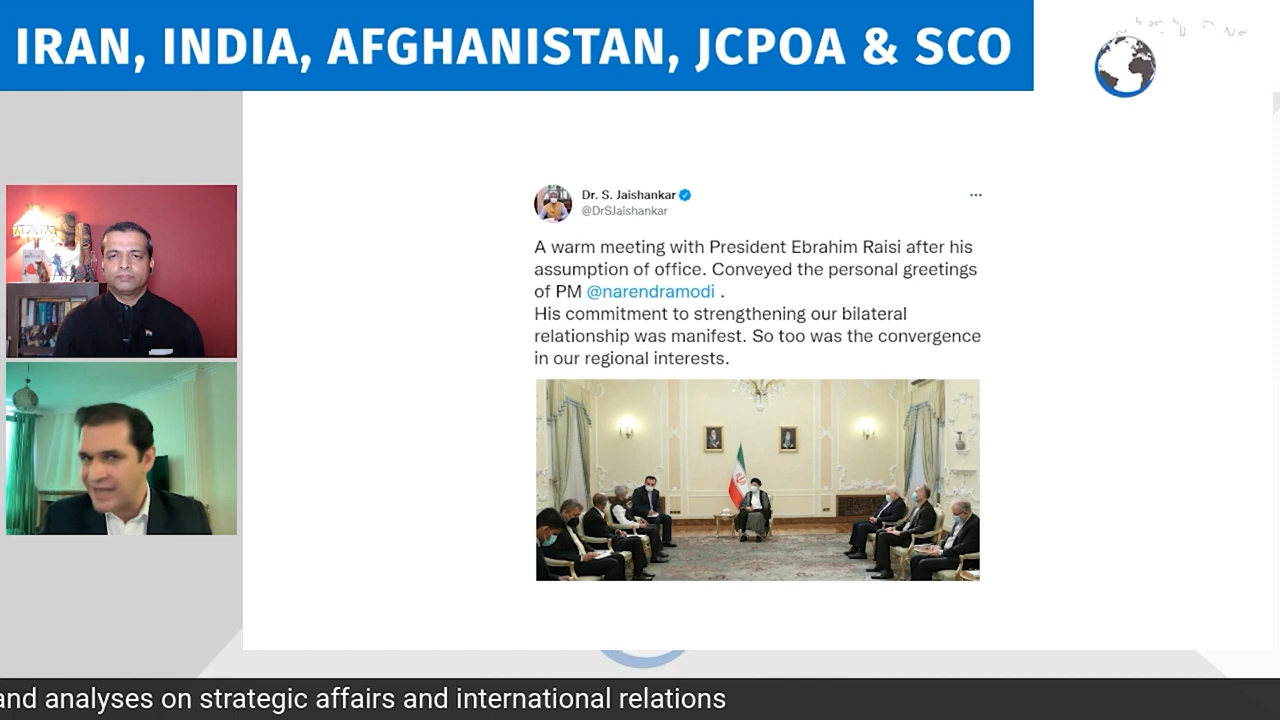 IRAN, INDIA, AFGHANISTAN, JCPOA & SCO
Dr. S. Jaishankar
@DrSJaishankar
A warm meeting with President Ebrahim Raisi after his
assumption of office. Conveyed the personal greetings
of PM @narendramodi .
His commitment to strengthening our bilateral
relationship was manifest. So too was the convergence
in our regional interests.
and analyses on strategic affairs and international relations